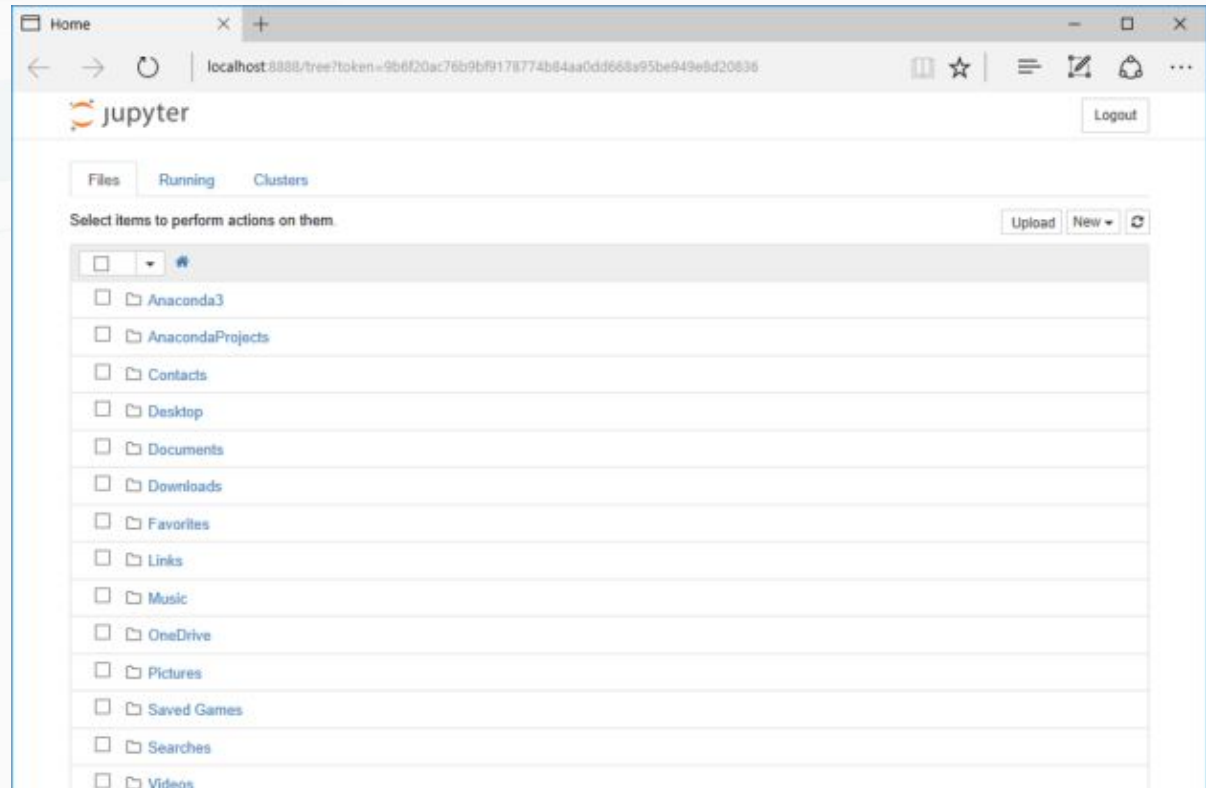 Home
localhost:8888/tree?token=9b6f20ac76b9bf9178774b84aa0dd668a95be949e8d20836
jupyter
Logout
Files Running Clusters
Select items to perform actions on them.
Upload New
Anaconda3
AnacondaProjects
Contacts
Desktop
Documents
Downloads
Favorites
Links
Music
OneDrive
Pictures
Saved Games
Searches
Videos